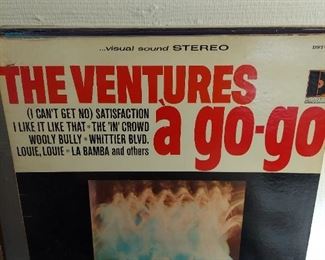 ...visual sound STEREO
THE VENTURES
(I CAN'T GET NO) SATISFACTION
I LIKE IT LIKE THAT • THE 'IN' CROWD
WOOLY BULLY • WHITTIER BLVD.
LOUIE, LOUIE • LA BAMBA and others
à go-go